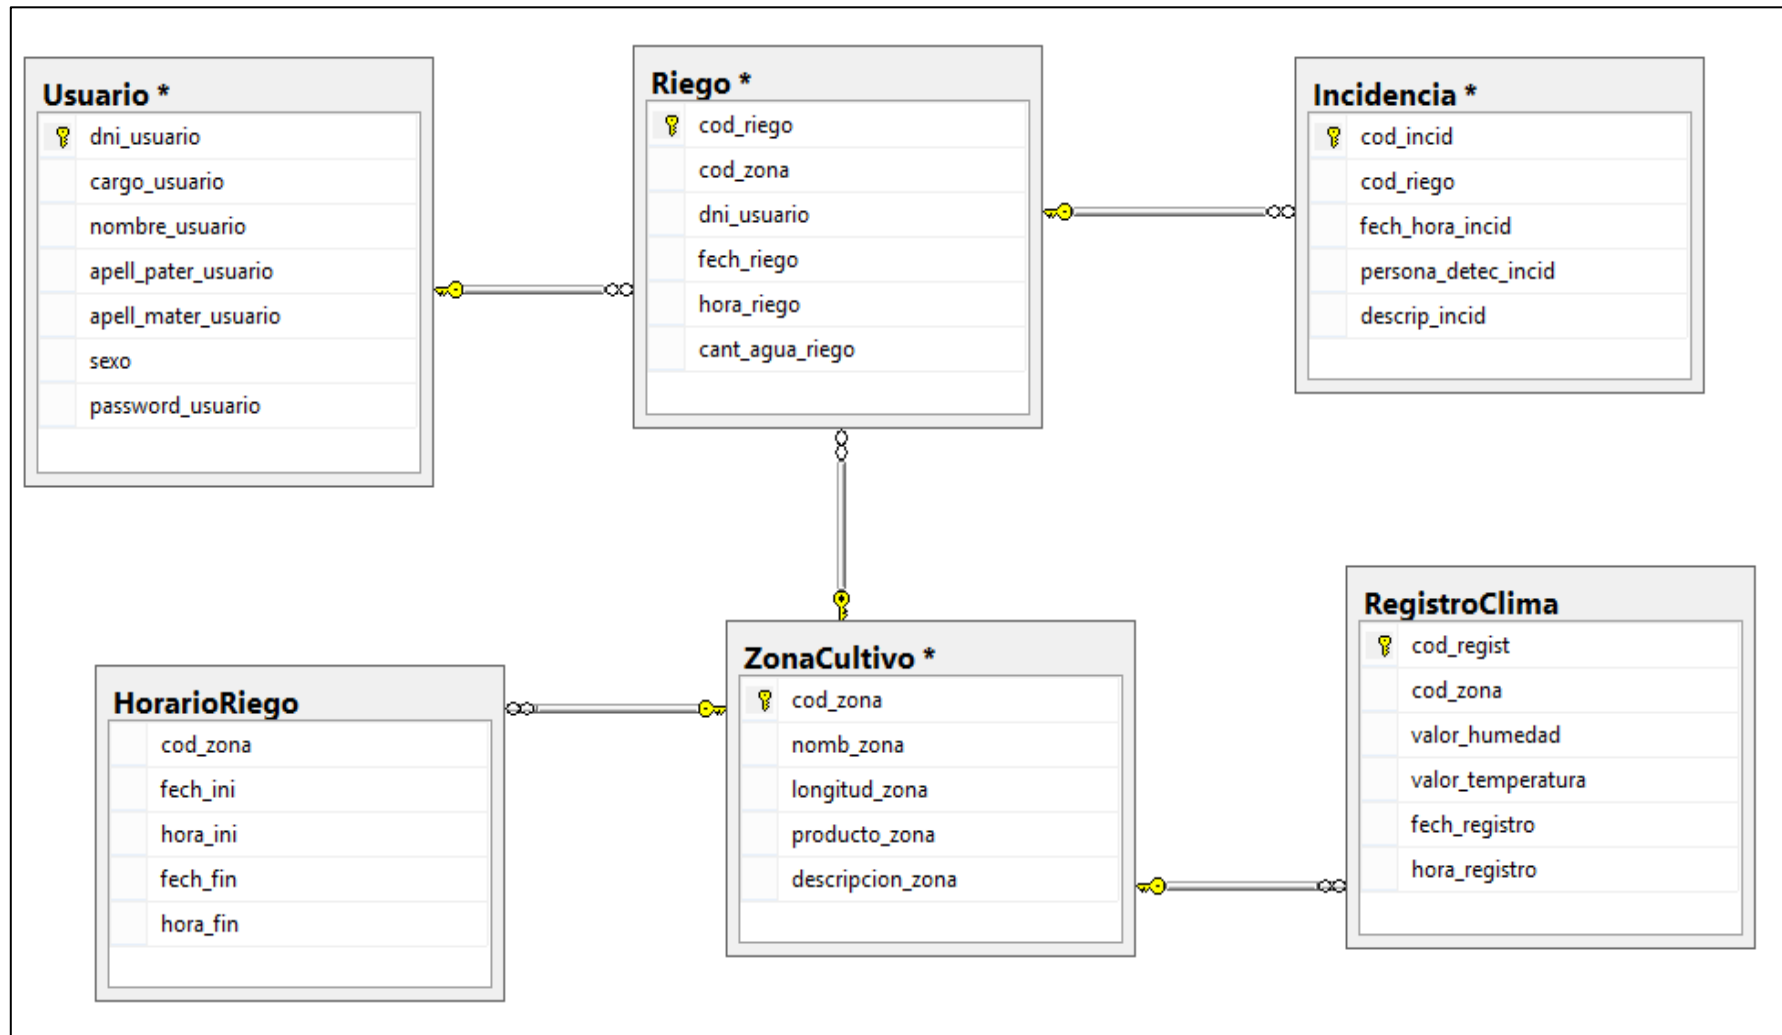 Usuario *
dni_usuario
cargo_usuario
nombre_usuario
apell_pater_usuario
apell_mater_usuario
sexo
password_usuario
Riego *
cod_riego
cod_zona
dni_usuario
fech_riego
hora_riego
cant_agua_riego
Incidencia *
cod_incid
cod_riego
fech_hora_incid
persona_detec_incid
descrip_incid
HorarioRiego
cod_zona
fech_ini
hora_ini
fech_fin
hora_fin
ZonaCultivo *
cod_zona
nomb_zona
longitud_zona
producto_zona
descripcion_zona
RegistroClima
cod_regist
cod_zona
valor_humedad
valor_temperatura
fech_registro
hora_registro